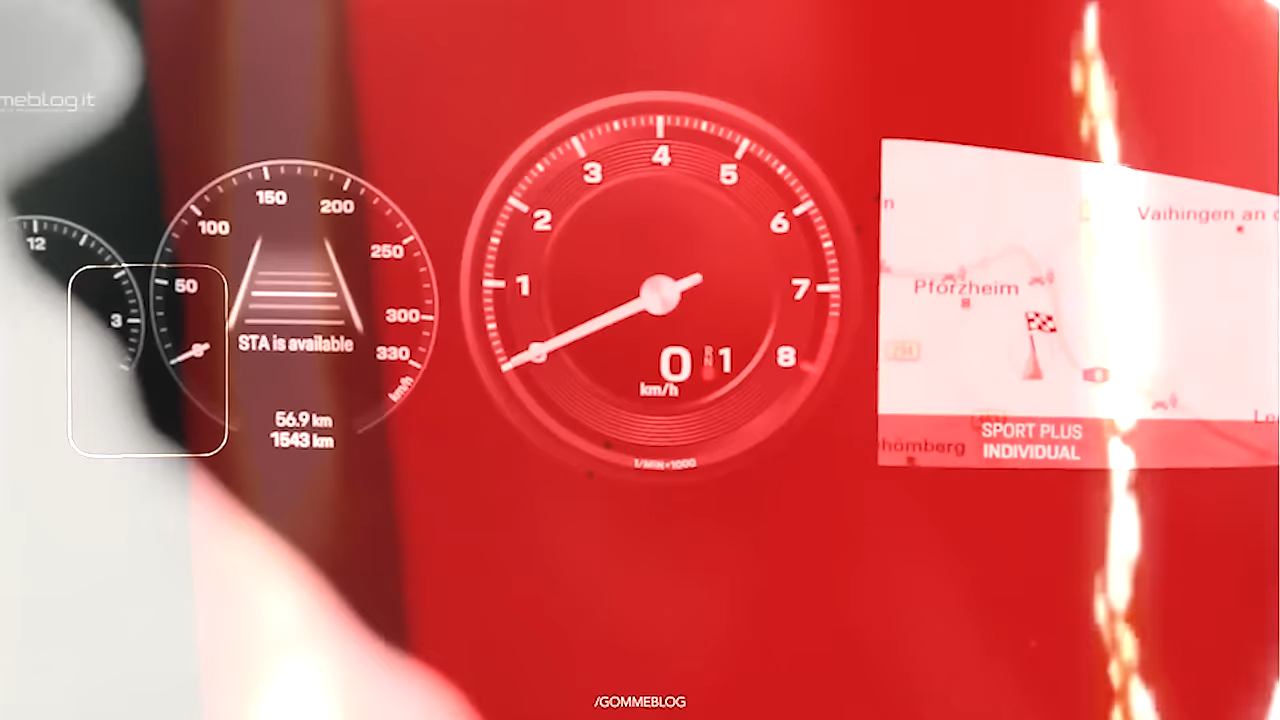 meblog.it
12
3
50
100
150
200
250
300
330
km/h
STA is available
56.9 km
1543 km
1
2
3
4
5
6
7
8
0
1
km/h
1/MIN×1000
n
Vaihingen an
Pforzheim
294
hömberg
SPORT PLUS
INDIVIDUAL
/GOMMEBLOG